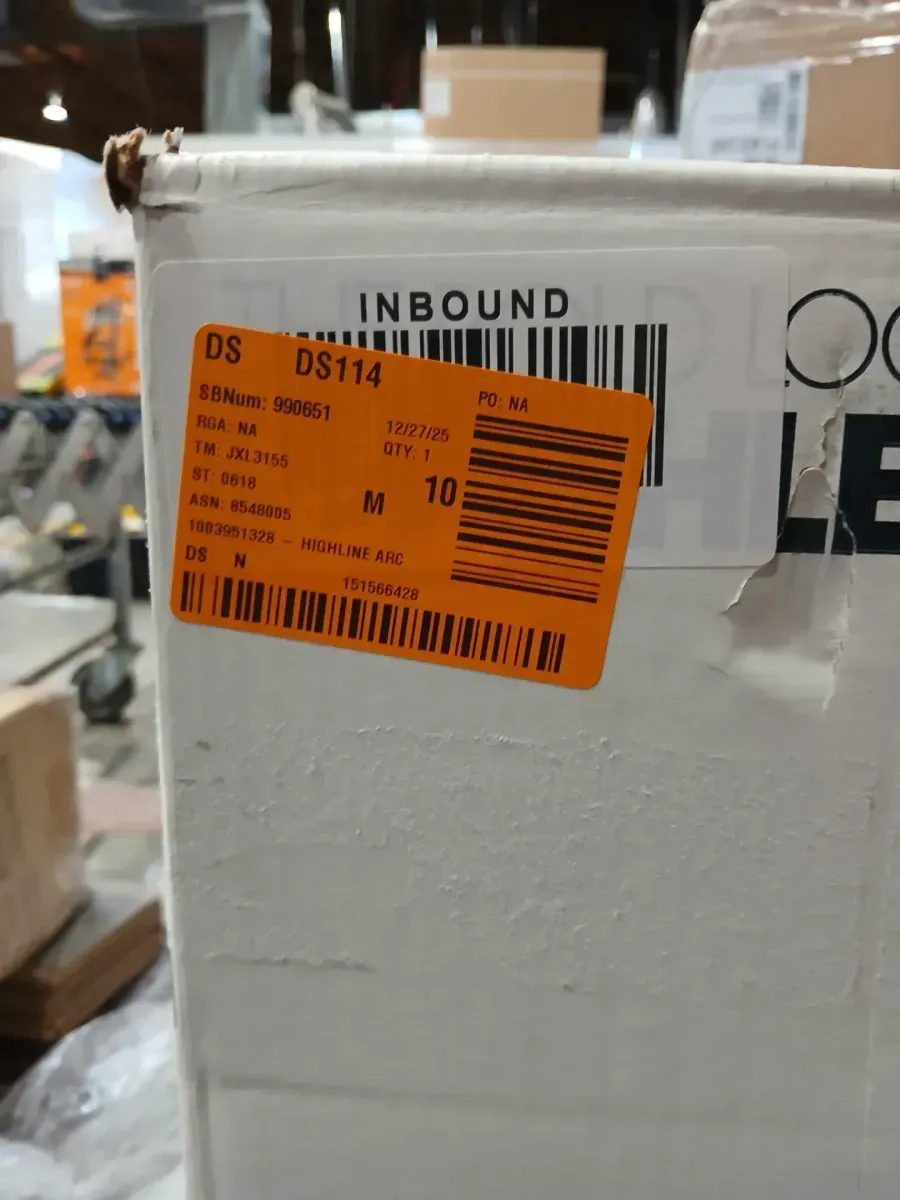 INBOUND
DS DS114
SBNum: 990651 PO: NA
RGA: NA 12/27/25
TM: JXL3155 QTY: 1
ST: 0618 M 10
ASN: 8548005
1003951328 – HIGHLINE ARC
DS N
151566428
LE